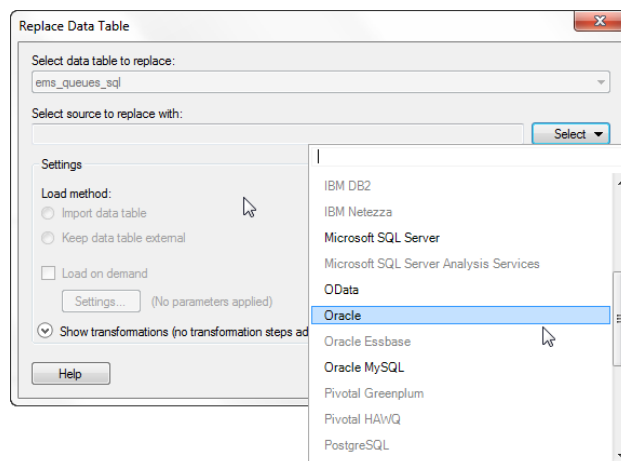 Replace Data Table
Select data table to replace:
ems_queues_sql
Select source to replace with:
Select
Settings
Load method:
Import data table
Keep data table external
Load on demand
Settings... (No parameters applied)
Show transformations (no transformation steps ad
Help
IBM DB2
IBM Netezza
Microsoft SQL Server
Microsoft SQL Server Analysis Services
OData
Oracle
Oracle Essbase
Oracle MySQL
Pivotal Greenplum
Pivotal HAWQ
PostgreSQL